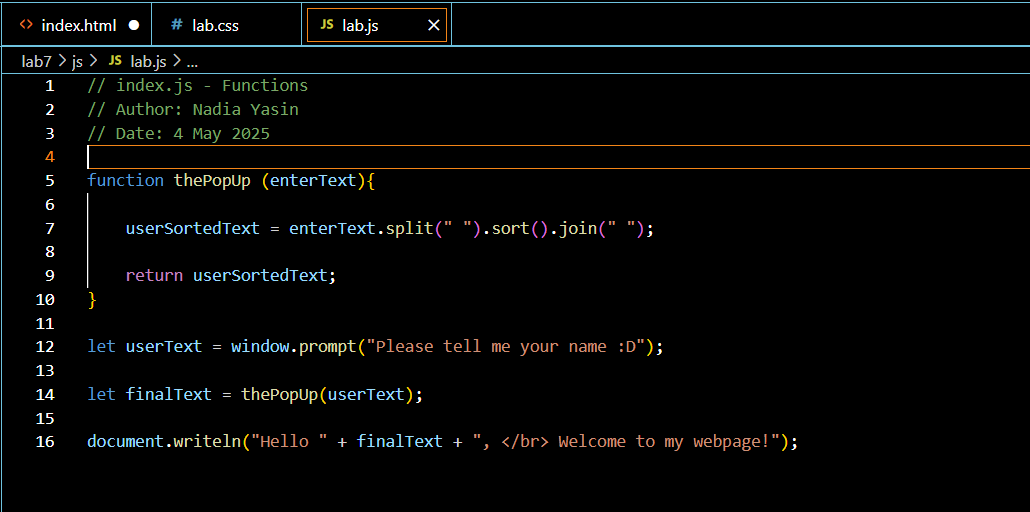 index.html
lab.css
JS lab.js
lab7 > js > JS lab.js > ...
1 // index.js - Functions
2 // Author: Nadia Yasin
3 // Date: 4 May 2025
4
5 function thePopUp (enterText){
6
7     userSortedText = enterText.split(" ").sort().join(" ");
8
9     return userSortedText;
10 }
11
12 let userText = window.prompt("Please tell me your name :D");
13
14 let finalText = thePopUp(userText);
15
16 document.writeln("Hello " + finalText + ", </br> Welcome to my webpage!");